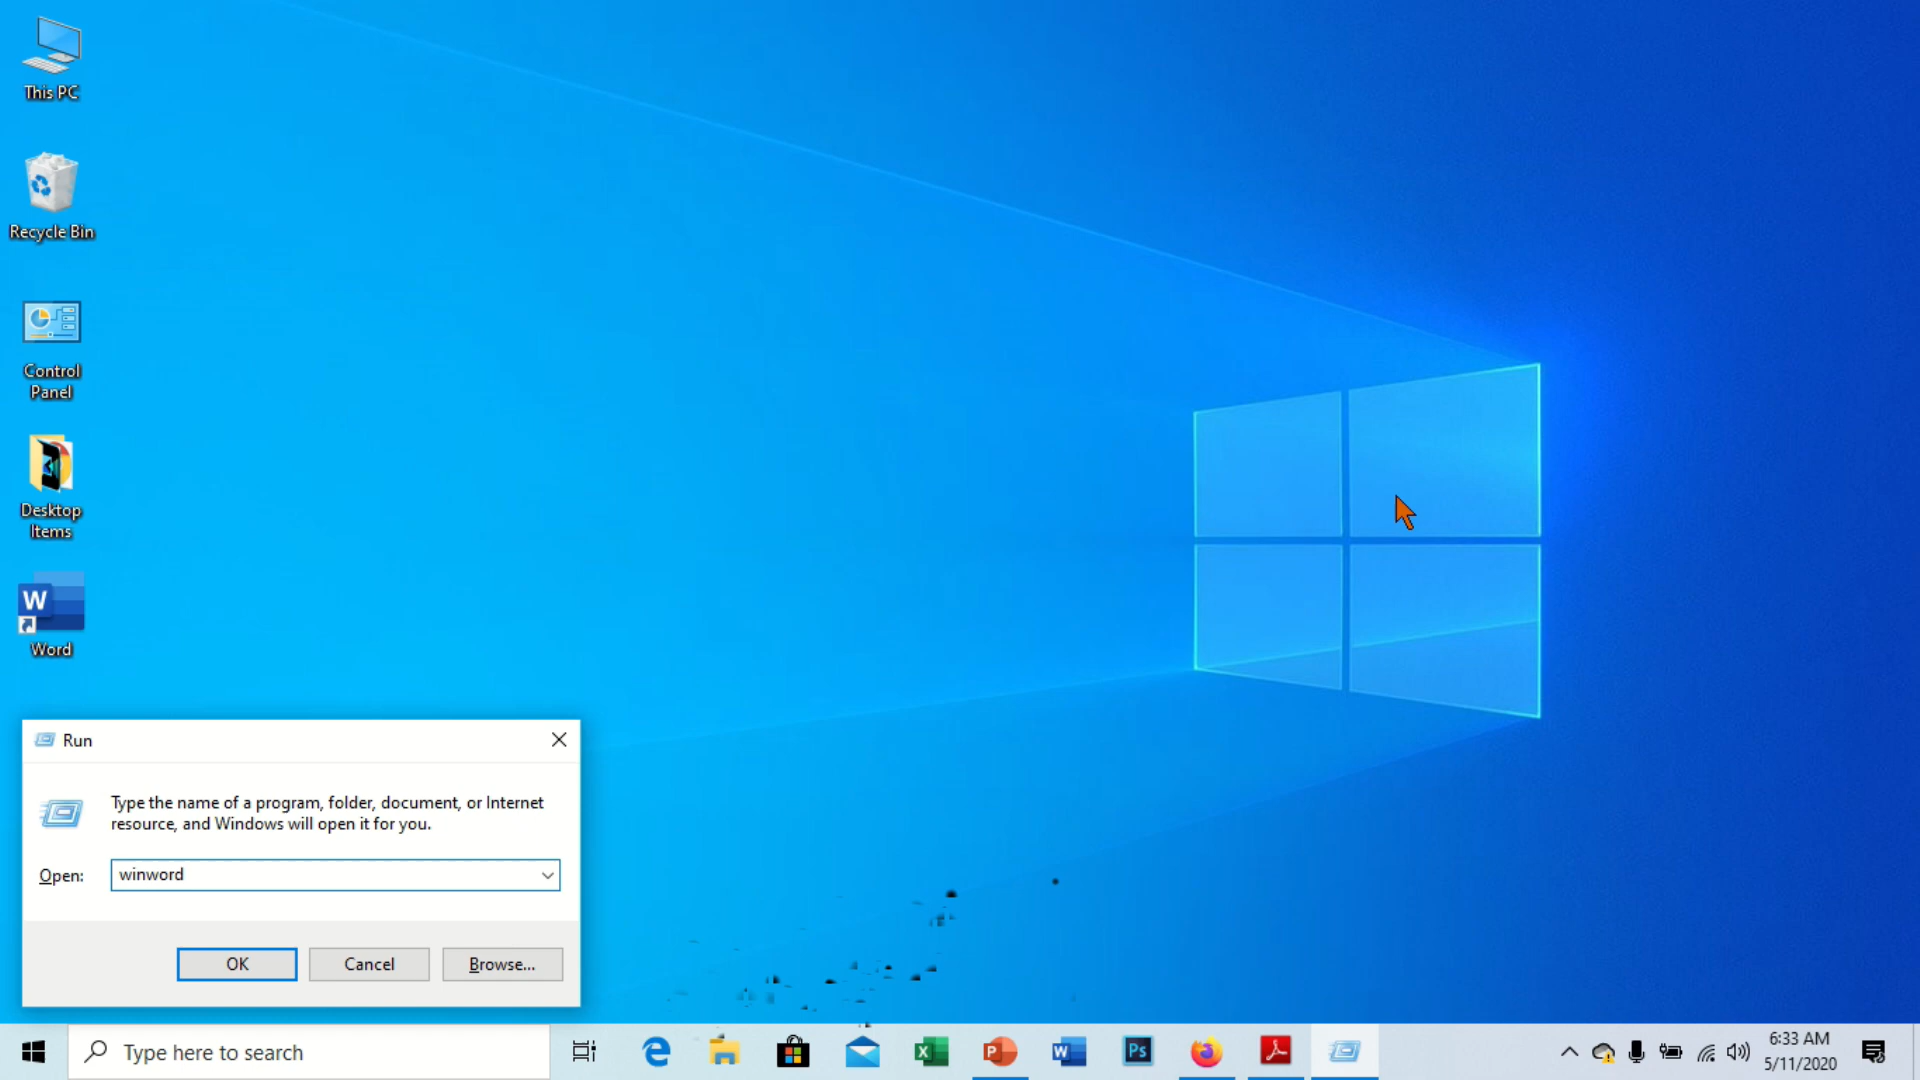 This PC
Recycle Bin
Control
Panel
Desktop
Items
W
Word
Run
Type the name of a program, folder, document, or Internet
resource, and Windows will open it for you.
Open:
winword
OK
Cancel
Browse...
Type here to search
X
P
W
Ps
6:33 AM
5/11/2020